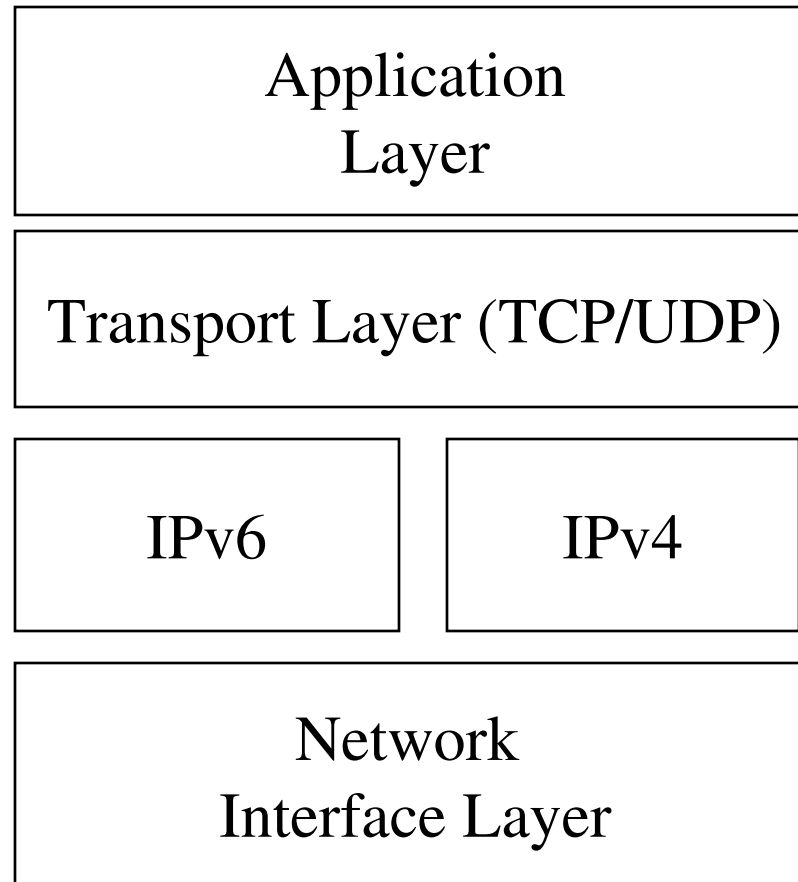 Application
Layer
Transport Layer (TCP/UDP)
IPv6
IPv4
Network
Interface Layer